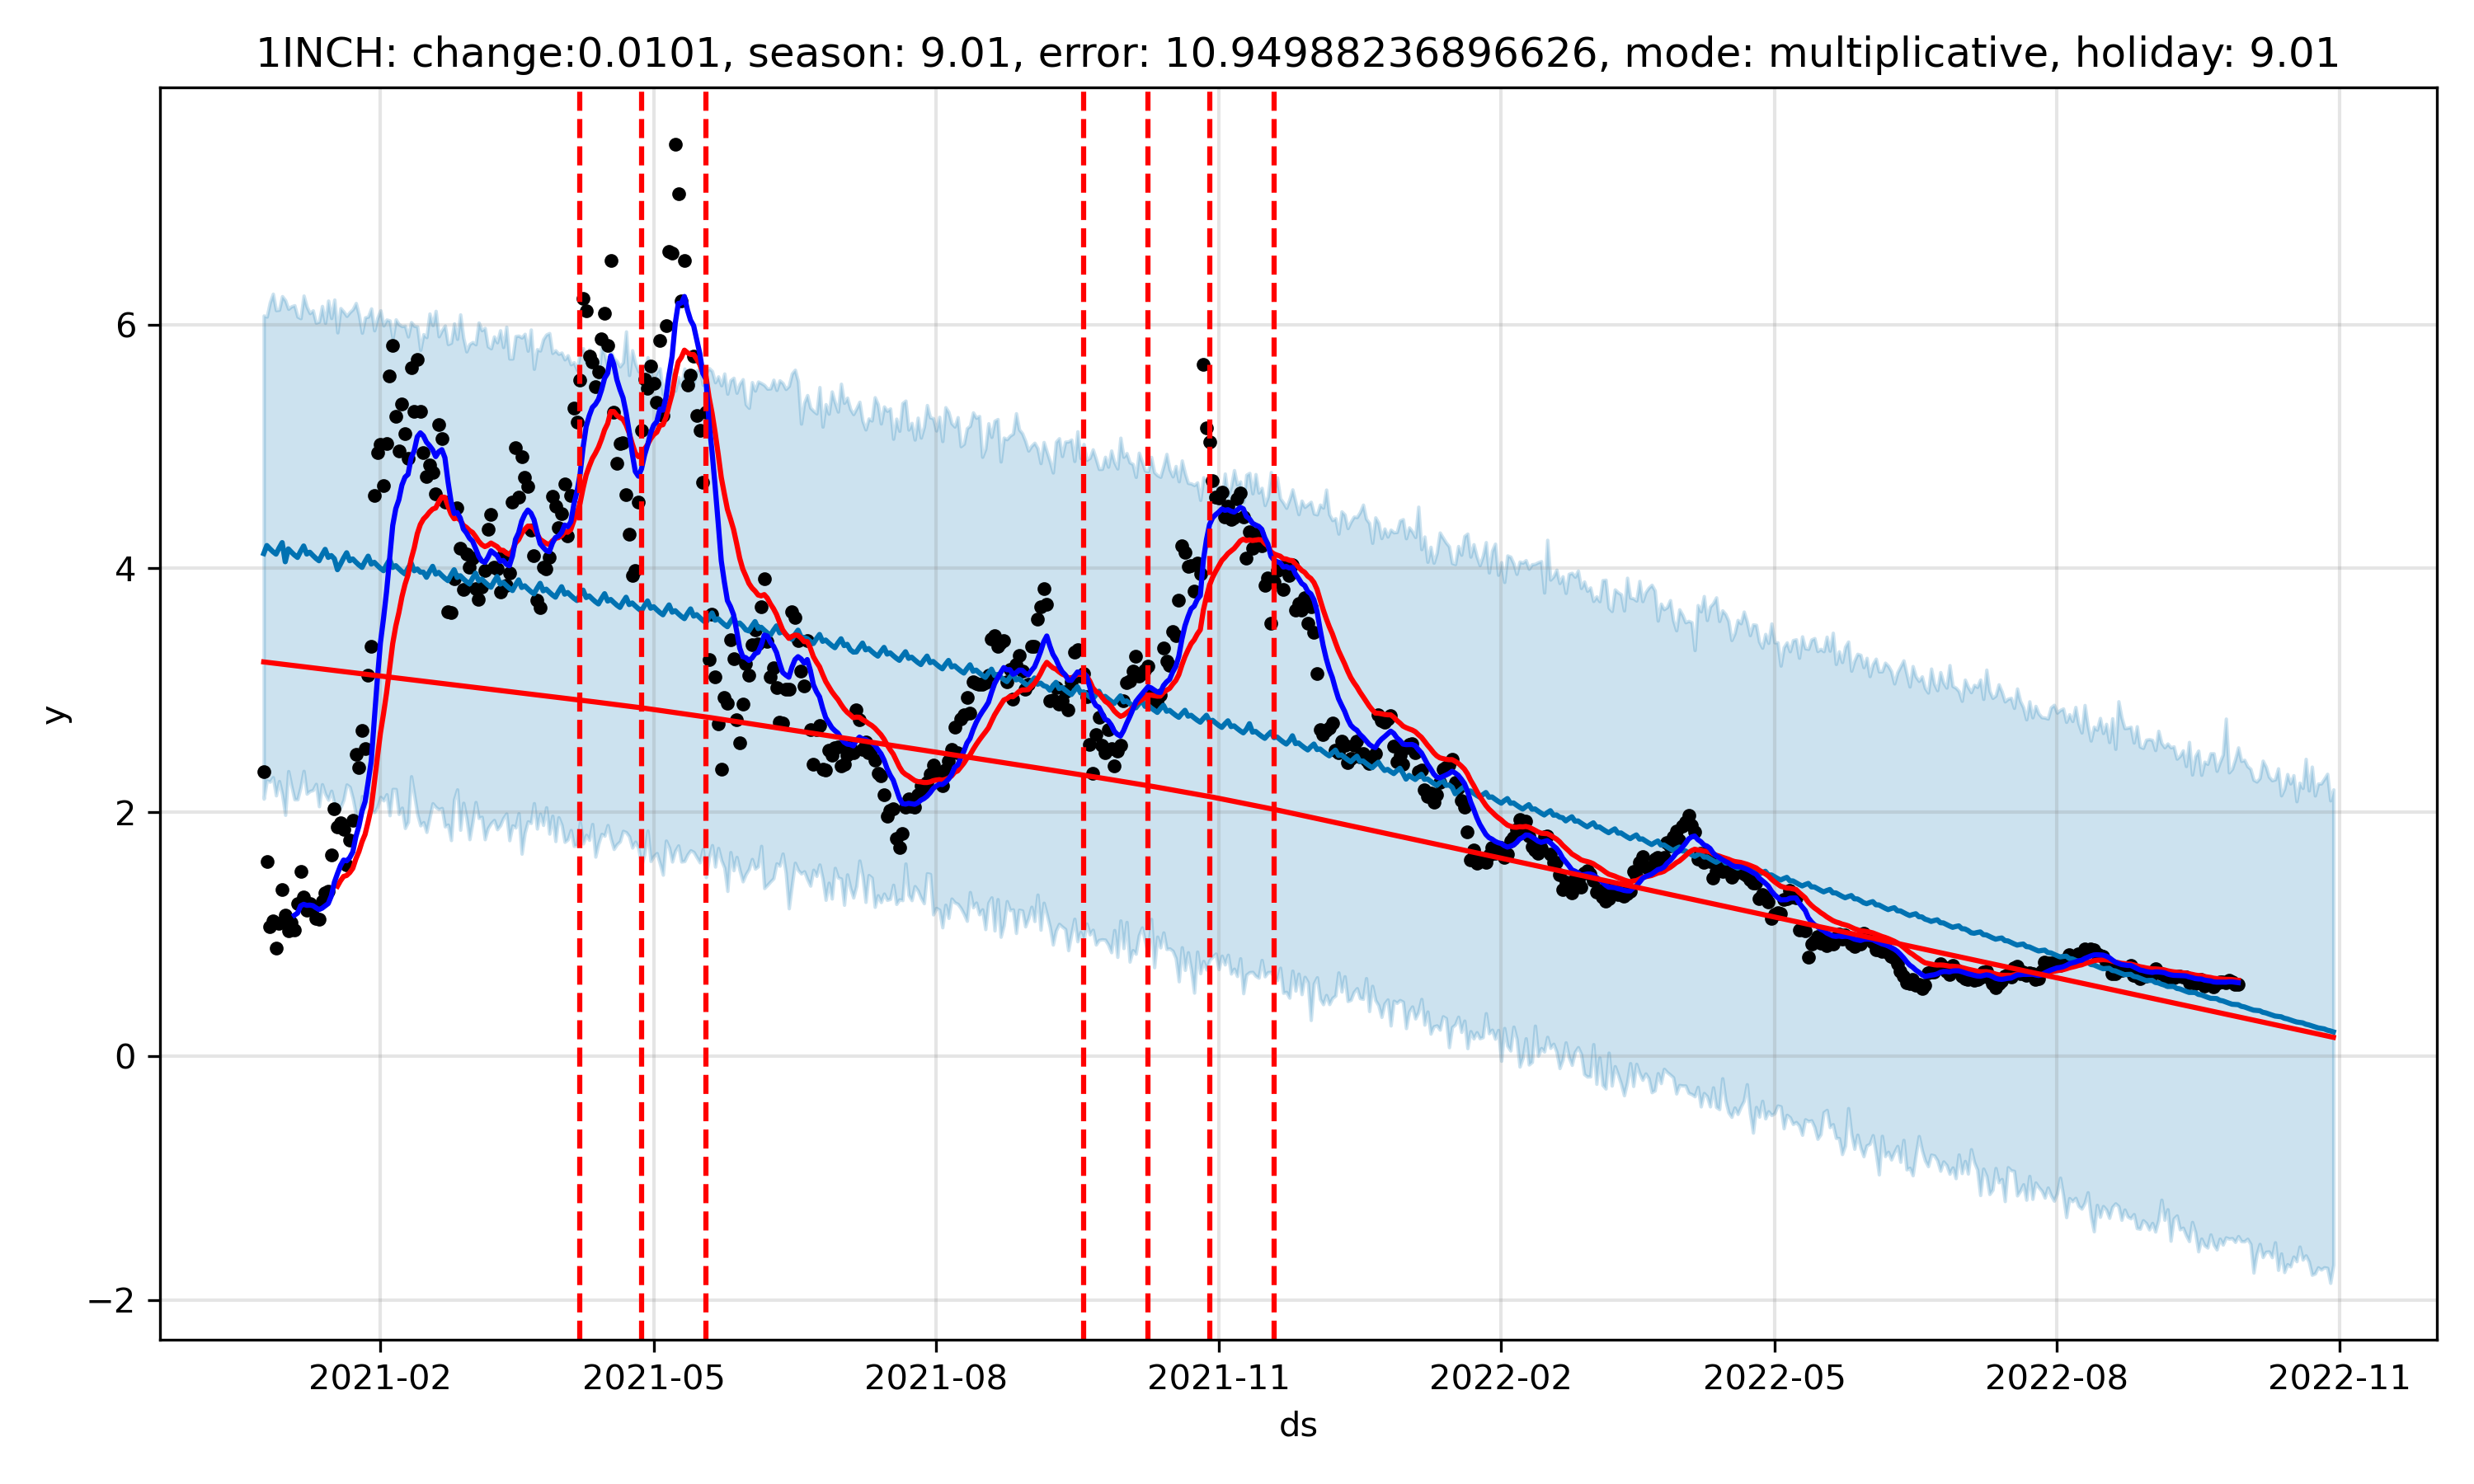 1INCH: change:0.0101, season: 9.01, error: 10.94988236896626, mode: multiplicative, holiday: 9.01
y
6
4
2
0
−2
2021-02 2021-05 2021-08 2021-11 2022-02 2022-05 2022-08 2022-11
ds